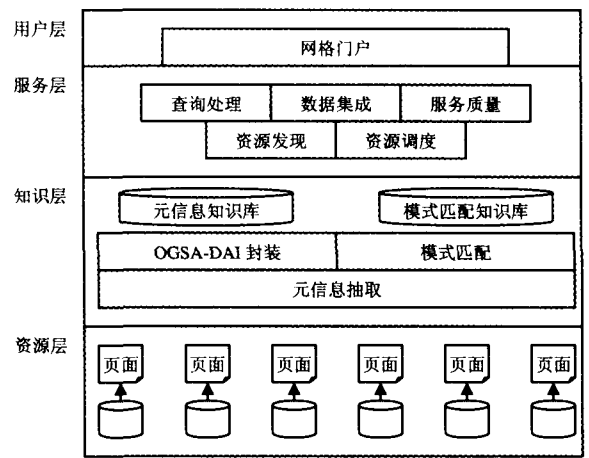 用户层
网格门户
服务层
查询处理 数据集成 服务质量
资源发现 资源调度
知识层
元信息知识库 模式匹配知识库
OGSA-DAI 封装 模式匹配
元信息抽取
资源层
页面 页面 页面 页面 页面 页面